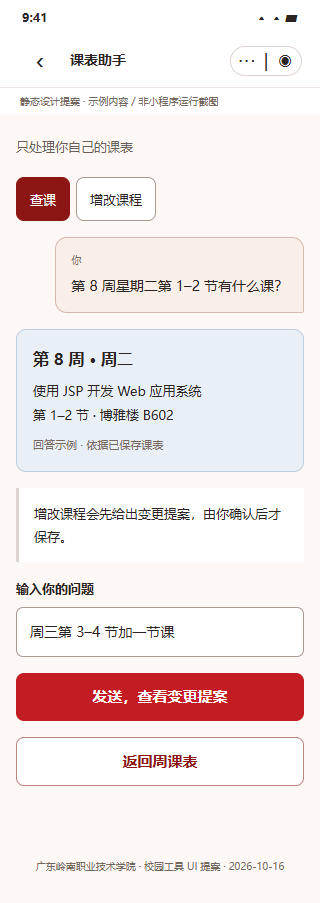 9:41
课表助手
静态设计提案 · 示例内容 / 非小程序运行截图
只处理你自己的课表
查课
增改课程
你
第 8 周星期二第 1–2 节有什么课?
第 8 周 • 周二
使用 JSP 开发 Web 应用系统
第 1–2 节 · 博雅楼 B602
回答示例 · 依据已保存课表
增改课程会先给出变更提案，由你确认后才
保存。
输入你的问题
周三第 3–4 节加一节课
发送，查看变更提案
返回周课表
广东岭南职业技术学院 · 校园工具 UI 提案 · 2026-10-16